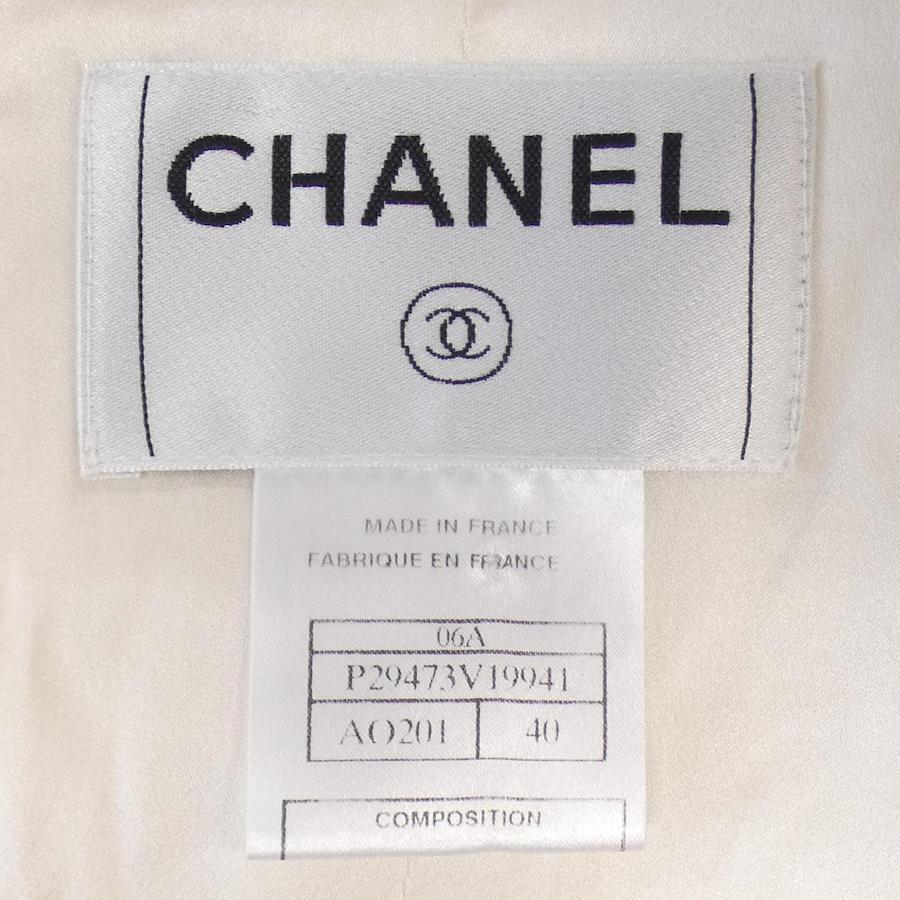 CHANEL
MADE IN FRANCE
FABRIQUE EN FRANCE
06A
P29473V19941
AO201 40
COMPOSITION